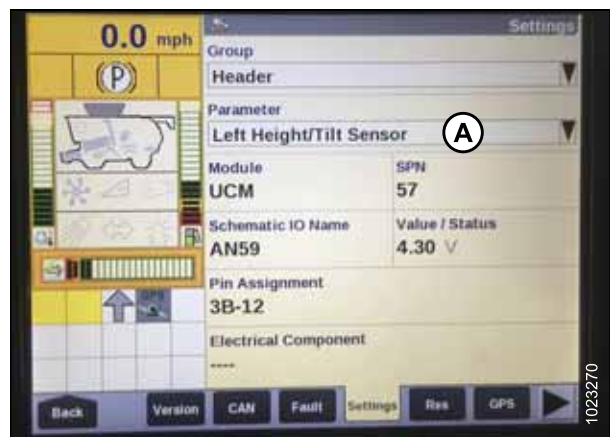 0.0 mph
Settings
(P)
Group
Header
Parameter
Left Height/Tilt Sensor
A
Module
SPN
UCM
57
Schematic IO Name
Value / Status
AN59
4.30 V
Pin Assignment
3B-12
Electrical Component
----
Back
Version
CAN
Fault
Settings
Res
GPS
1023270